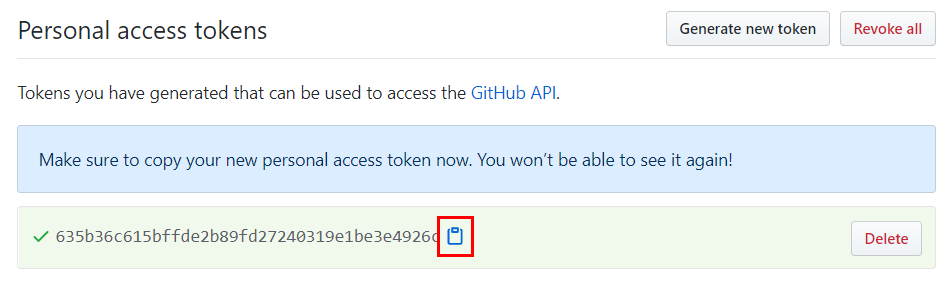 Personal access tokens
Generate new token
Revoke all
Tokens you have generated that can be used to access the GitHub API.
Make sure to copy your new personal access token now. You won't be able to see it again!
635b36c615bffde2b89fd27240319e1be3e4926c
Delete